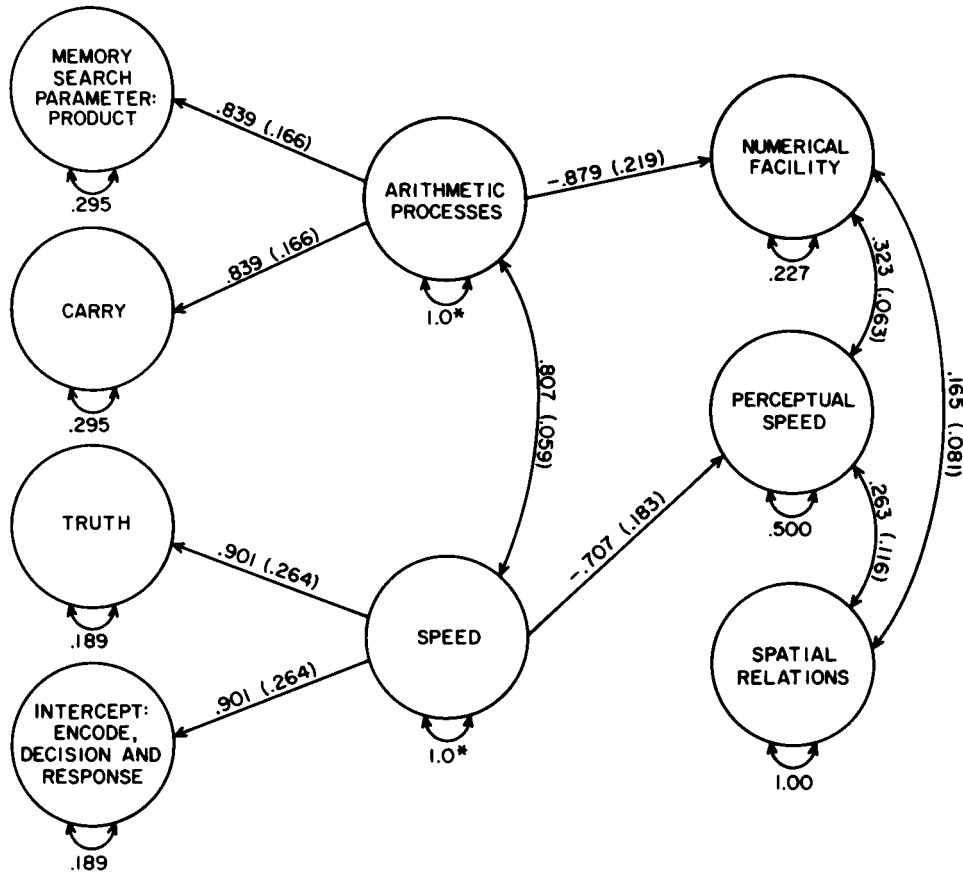 MEMORY
SEARCH
PARAMETER:
PRODUCT
.295
.839 (.166)
CARRY
.295
.839 (.166)
TRUTH
.189
.901 (.264)
INTERCEPT:
ENCODE,
DECISION AND
RESPONSE
.189
.901 (.264)
ARITHMETIC
PROCESSES
1.0*
.807 (.059)
SPEED
1.0*
-.879 (.219)
-.707 (.183)
NUMERICAL
FACILITY
.227
.323 (.063)
PERCEPTUAL
SPEED
.500
.263 (.116)
SPATIAL
RELATIONS
1.00
.165 (.081)